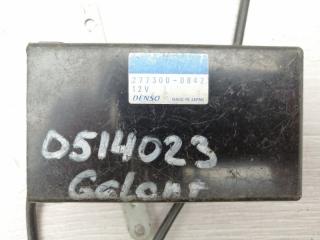 277300-0842
12V
DENSO MADE IN JAPAN
0514023
Galant